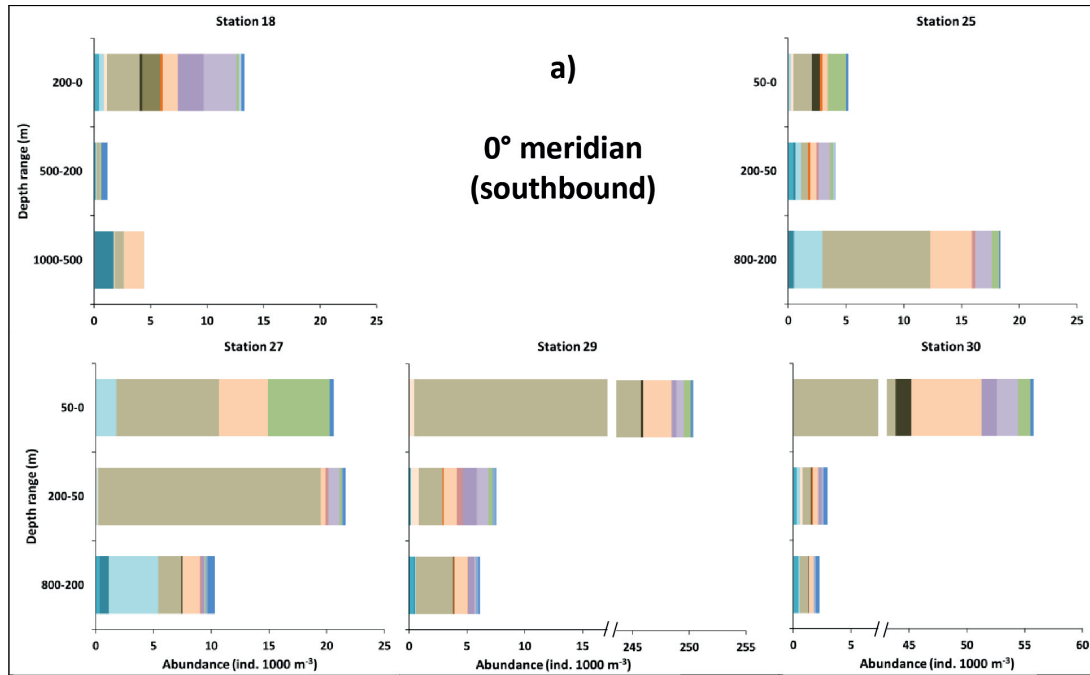 Station 18
Station 25
a)
0° meridian
(southbound)
Depth range (m)
200-0
500-200
1000-500
0 5 10 15 20 25
50-0
200-50
800-200
0 5 10 15 20 25
Station 27
Station 29
Station 30
Depth range (m)
50-0
200-50
800-200
0 5 10 15 20 25
Abundance (ind. 1000 m⁻³)
0 5 10 15 245 250 255
Abundance (ind. 1000 m⁻³)
0 5 45 50 55 60
Abundance (ind. 1000 m⁻³)